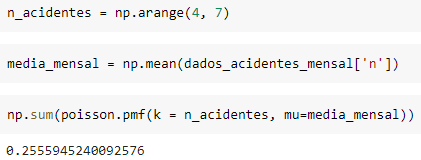 n_acidentes = np.arange(4, 7)
media_mensal = np.mean(dados_acidentes_mensal['n'])
np.sum(poisson.pmf(k = n_acidentes, mu=media_mensal))
0.2555945240092576